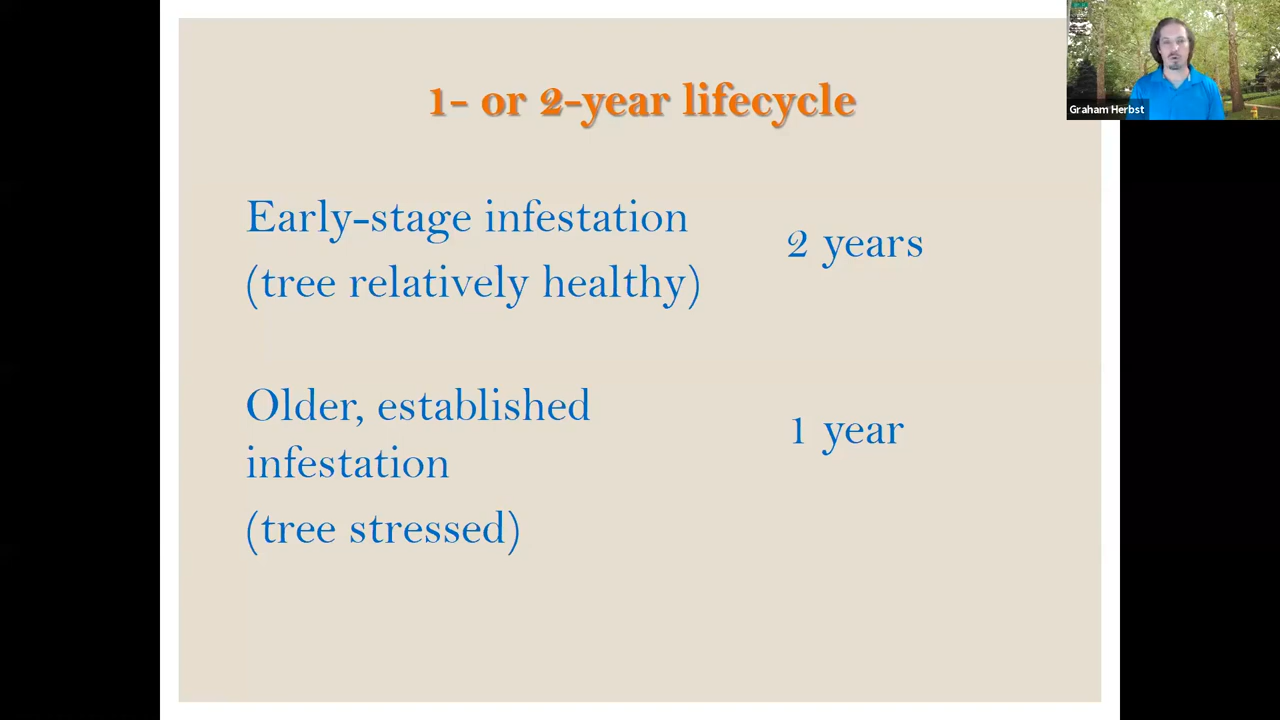 1- or 2-year lifecycle
Early-stage infestation
(tree relatively healthy)
2 years
Older, established
infestation
(tree stressed)
1 year
Graham Herbst